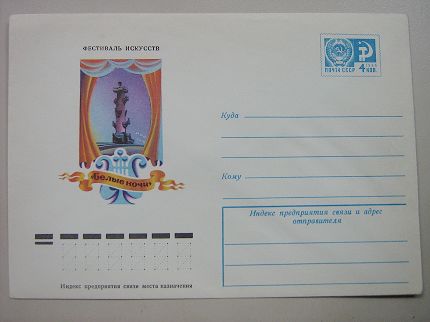 ФЕСТИВАЛЬ ИСКУССТВ
«Белые ночи»
ПОЧТА СССР 4 КОП.
1966
Куда
Кому
Индекс предприятия связи и адрес
отправителя
Индекс предприятия связи места назначения